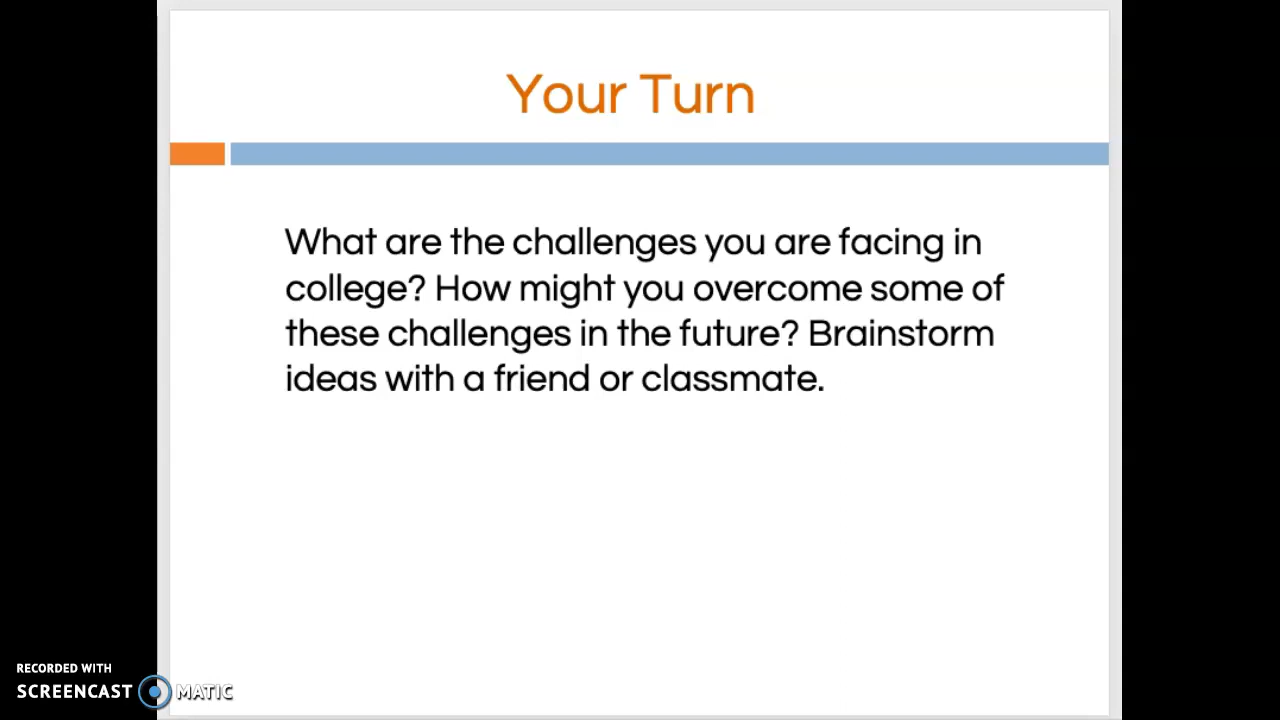 Your Turn
What are the challenges you are facing in
college? How might you overcome some of
these challenges in the future? Brainstorm
ideas with a friend or classmate.
RECORDED WITH
SCREENCAST MATIC